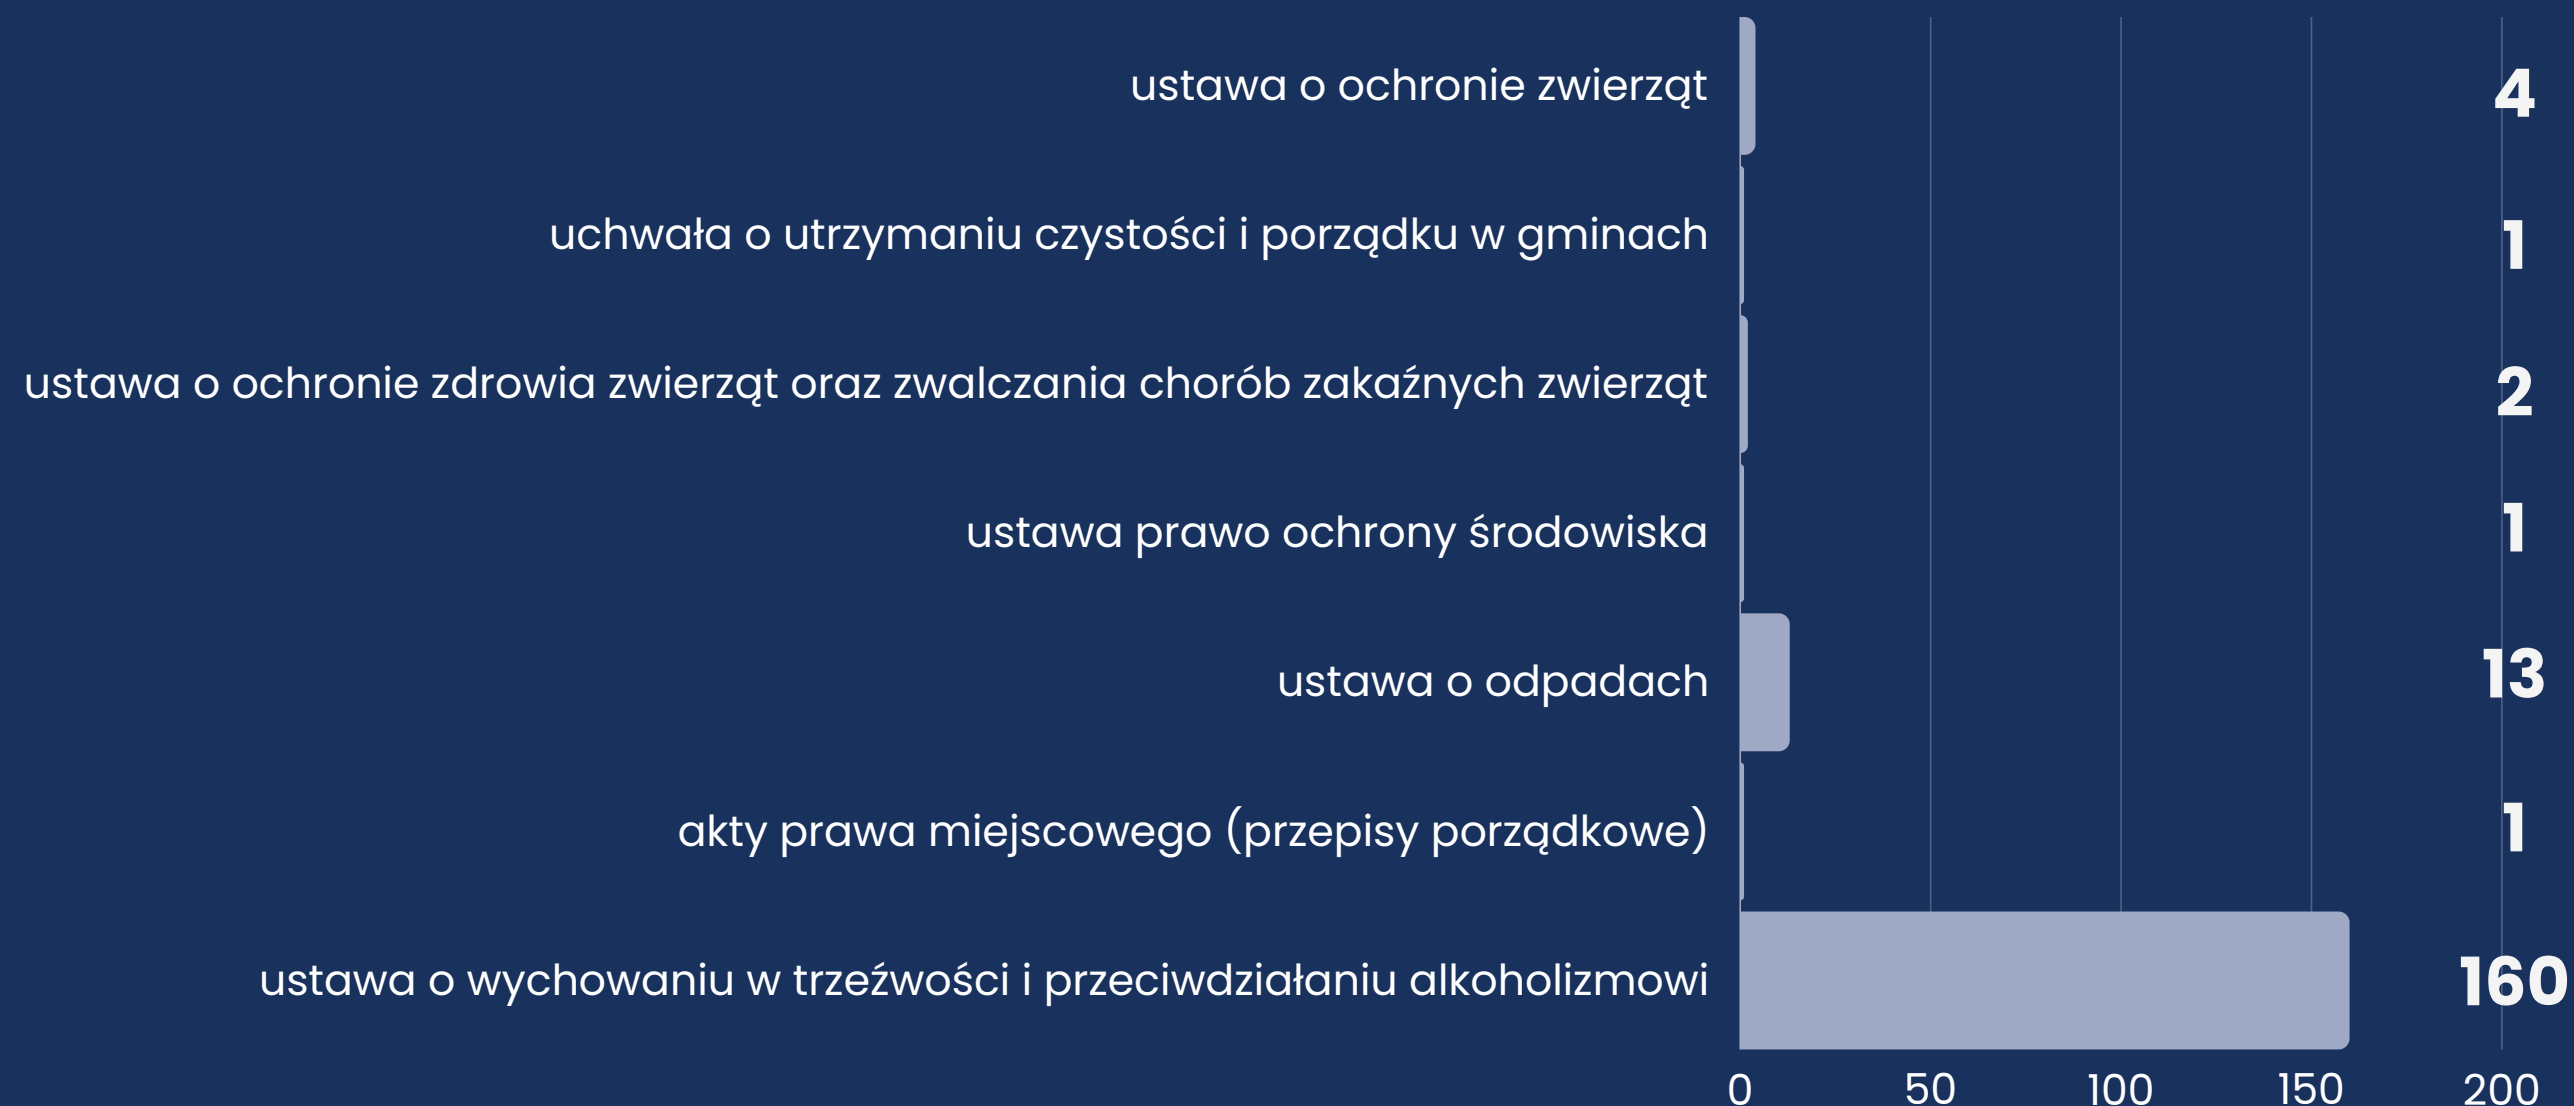 ustawa o ochronie zwierząt 4
uchwała o utrzymaniu czystości i porządku w gminach 1
ustawa o ochronie zdrowia zwierząt oraz zwalczania chorób zakaźnych zwierząt 2
ustawa prawo ochrony środowiska 1
ustawa o odpadach 13
akty prawa miejscowego (przepisy porządkowe) 1
ustawa o wychowaniu w trzeźwości i przeciwdziałaniu alkoholizmowi 160
0 50 100 150 200